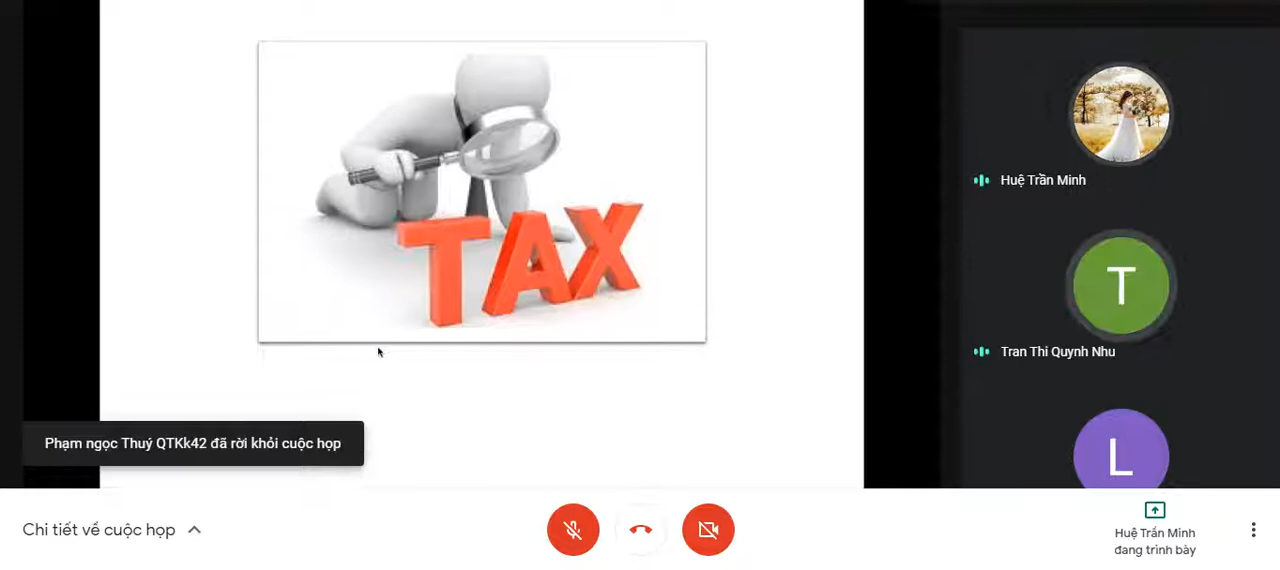 TAX
Huệ Trần Minh
T
Tran Thi Quynh Nhu
L
Phạm ngọc Thuý QTKk42 đã rời khỏi cuộc họp
Chi tiết về cuộc họp
Huệ Trần Minh
đang trình bày